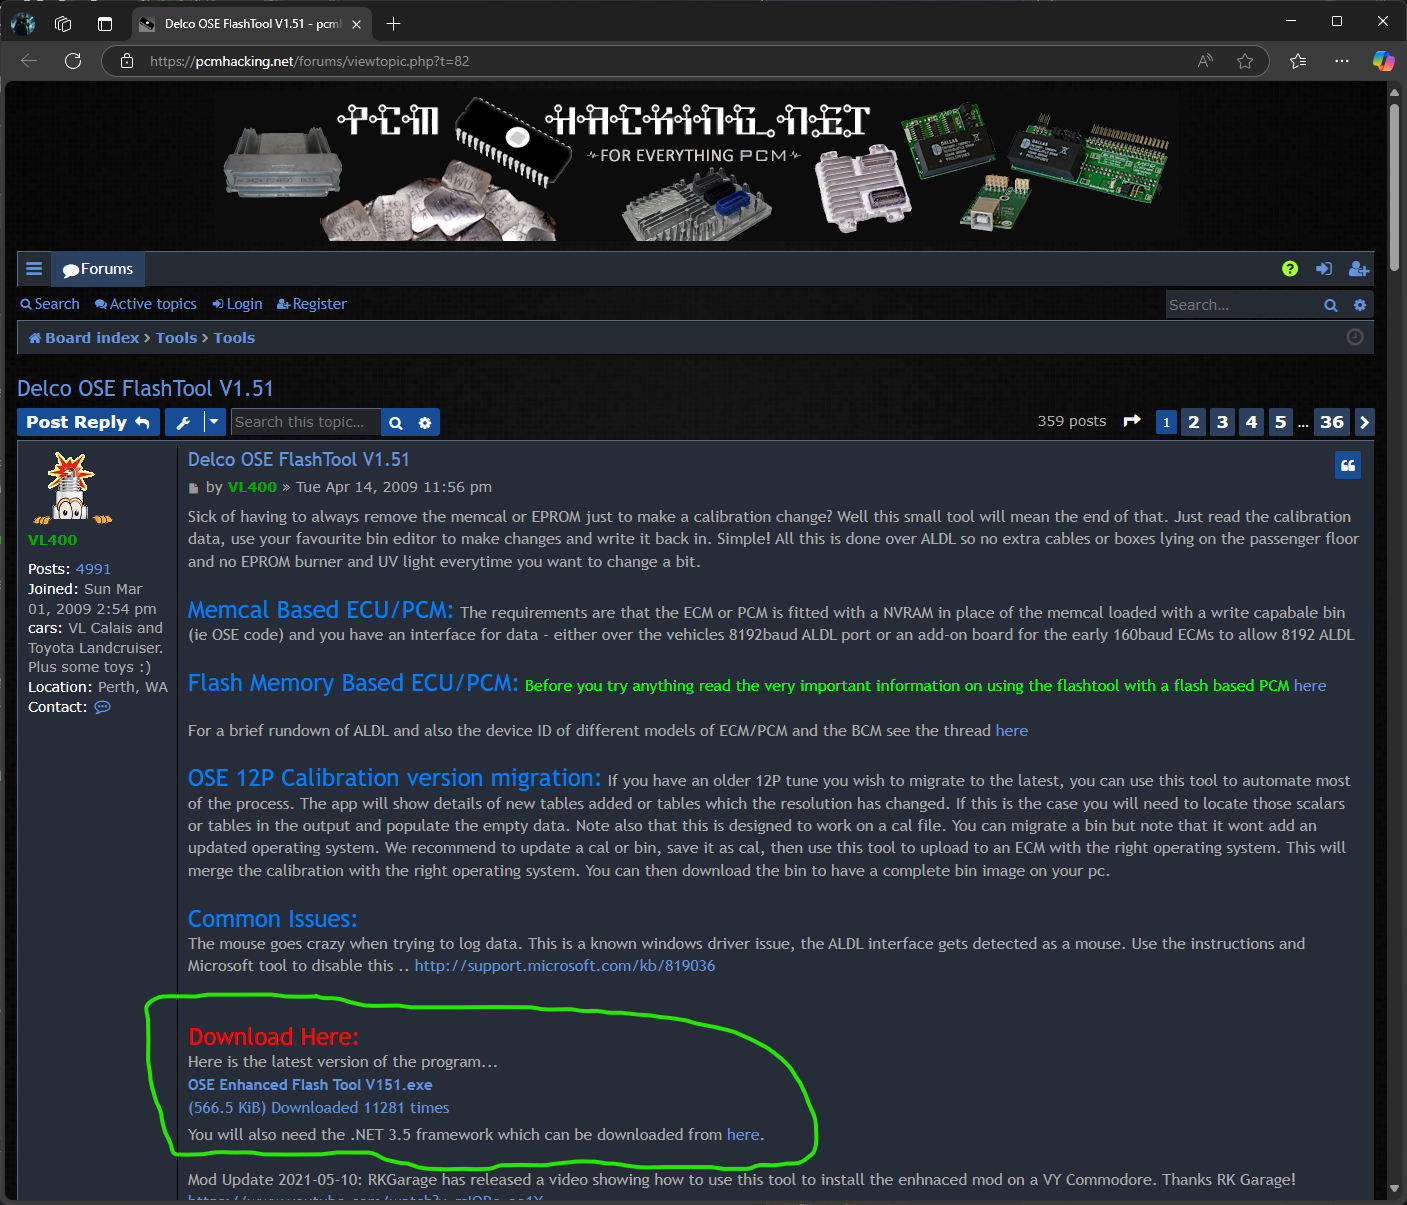 Delco OSE FlashTool V1.51 - pcm
https://pcmhacking.net/forums/viewtopic.php?t=82
PCM HACKING.NET
FOR EVERYTHING PCM
Forums
Search Active topics Login Register
Search...
Board index Tools Tools
Delco OSE FlashTool V1.51
Post Reply Search this topic... 359 posts 1 2 3 4 5 ... 36
VL400
Posts: 4991
Joined: Sun Mar
01, 2009 2:54 pm
cars: VL Calais and
Toyota Landcruiser.
Plus some toys :)
Location: Perth, WA
Contact:
Delco OSE FlashTool V1.51
by VL400 » Tue Apr 14, 2009 11:56 pm
Sick of having to always remove the memcal or EPROM just to make a calibration change? Well this small tool will mean the end of that. Just read the calibration
data, use your favourite bin editor to make changes and write it back in. Simple! All this is done over ALDL so no extra cables or boxes lying on the passenger floor
and no EPROM burner and UV light everytime you want to change a bit.
Memcal Based ECU/PCM: The requirements are that the ECM or PCM is fitted with a NVRAM in place of the memcal loaded with a write capabale bin
(ie OSE code) and you have an interface for data - either over the vehicles 8192baud ALDL port or an add-on board for the early 160baud ECMs to allow 8192 ALDL
Flash Memory Based ECU/PCM: Before you try anything read the very important information on using the flashtool with a flash based PCM here
For a brief rundown of ALDL and also the device ID of different models of ECM/PCM and the BCM see the thread here
OSE 12P Calibration version migration: If you have an older 12P tune you wish to migrate to the latest, you can use this tool to automate most
of the process. The app will show details of new tables added or tables which the resolution has changed. If this is the case you will need to locate those scalars
or tables in the output and populate the empty data. Note also that this is designed to work on a cal file. You can migrate a bin but note that it wont add an
updated operating system. We recommend to update a cal or bin, save it as cal, then use this tool to upload to an ECM with the right operating system. This will
merge the calibration with the right operating system. You can then download the bin to have a complete bin image on your pc.
Common Issues:
The mouse goes crazy when trying to log data. This is a known windows driver issue, the ALDL interface gets detected as a mouse. Use the instructions and
Microsoft tool to disable this .. http://support.microsoft.com/kb/819036
Download Here:
Here is the latest version of the program...
OSE Enhanced Flash Tool V151.exe
(566.5 KiB) Downloaded 11281 times
You will also need the .NET 3.5 framework which can be downloaded from here.
Mod Update 2021-05-10: RKGarage has released a video showing how to use this tool to install the enhnaced mod on a VY Commodore. Thanks RK Garage!